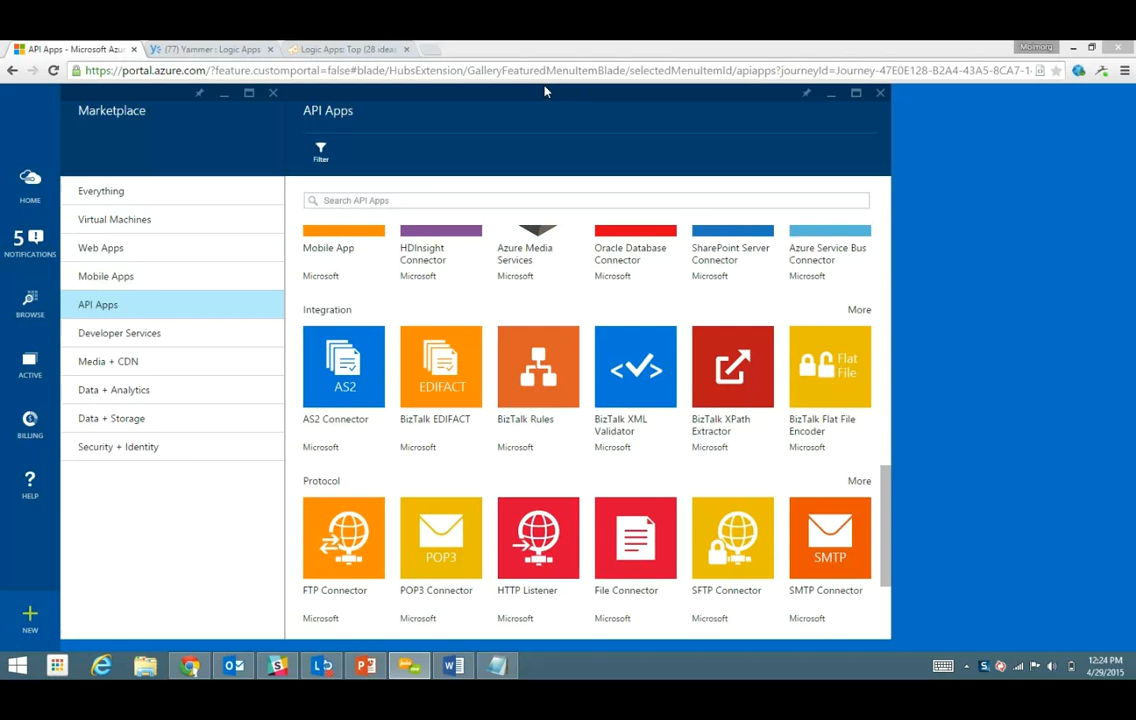 API Apps - Microsoft Azu
(77) Yammer : Logic Apps
Logic Apps: Top (28 ideas
Moimorg
https://portal.azure.com/?feature.customportal=false#blade/HubsExtension/GalleryFeaturedMenuItemBlade/selectedMenuItemId/apiapps?journeyId=Journey-47E0E128-B2A4-43A5-8CA7-1
Marketplace
API Apps
Filter
HOME
5
NOTIFICATIONS
BROWSE
ACTIVE
BILLING
HELP
NEW
Everything
Virtual Machines
Web Apps
Mobile Apps
API Apps
Developer Services
Media + CDN
Data + Analytics
Data + Storage
Security + Identity
Search API Apps
Mobile App
Microsoft
HDInsight
Connector
Microsoft
Azure Media
Services
Microsoft
Oracle Database
Connector
Microsoft
SharePoint Server
Connector
Microsoft
Azure Service Bus
Connector
Microsoft
Integration
More
AS2
AS2 Connector
Microsoft
EDIFACT
BizTalk EDIFACT
Microsoft
BizTalk Rules
Microsoft
BizTalk XML
Validator
Microsoft
BizTalk XPath
Extractor
Microsoft
Flat
File
BizTalk Flat File
Encoder
Microsoft
Protocol
More
FTP Connector
Microsoft
POP3
POP3 Connector
Microsoft
HTTP Listener
Microsoft
File Connector
Microsoft
SFTP Connector
Microsoft
SMTP
SMTP Connector
Microsoft
12:24 PM
4/29/2015